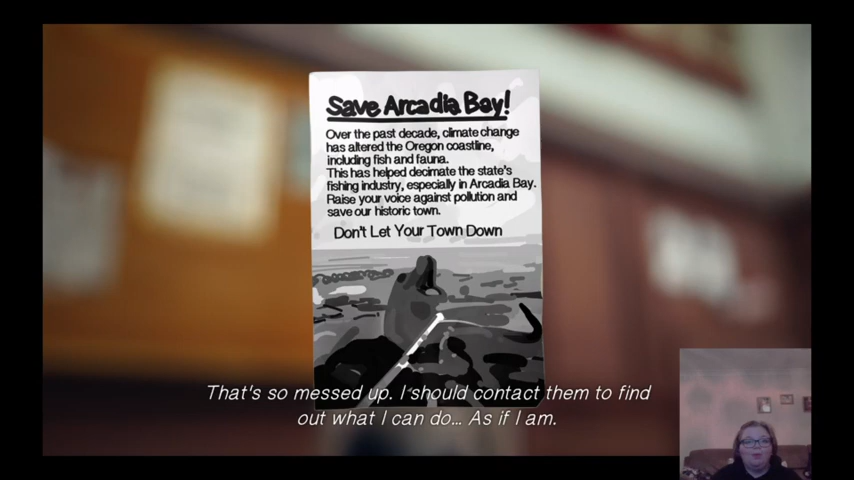 Save Arcadia Bay!
Over the past decade, climate change
has altered the Oregon coastline,
including fish and fauna.
This has helped decimate the state's
fishing industry, especially in Arcadia Bay.
Raise your voice against pollution and
save our historic town.
Don't Let Your Town Down
That's so messed up. I should contact them to find
out what I can do... As if I am.